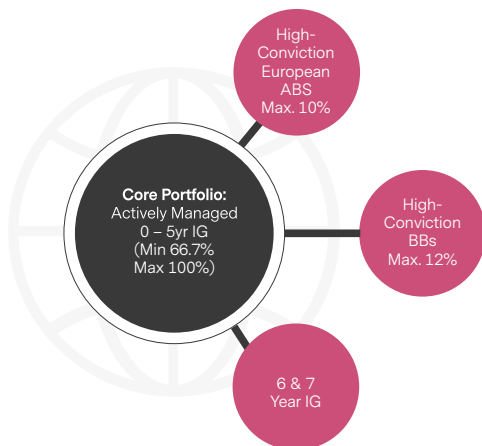 High-
Conviction
European
ABS
Max. 10%
Core Portfolio:
Actively Managed
0 – 5yr IG
(Min 66.7%
Max 100%)
High-
Conviction
BBs
Max. 12%
6 & 7
Year IG